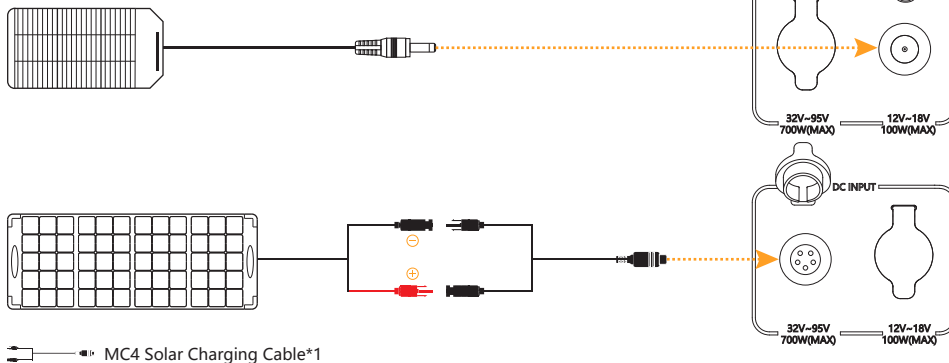 32V~95V 12V~18V
700W(MAX) 100W(MAX)
DC INPUT
32V~95V 12V~18V
700W(MAX) 100W(MAX)
MC4 Solar Charging Cable*1